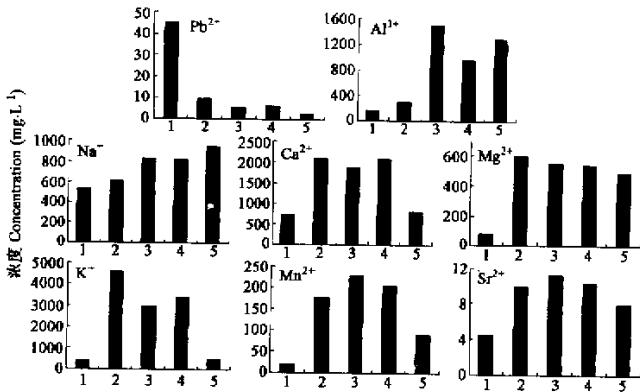 浓度 Concentration (mg·L⁻¹)
Pb²⁺
50
40
30
20
10
0
1 2 3 4 5
Al³⁺
1600
1200
800
400
0
1 2 3 4 5
Na⁺
1000
800
600
400
200
0
1 2 3 4 5
Ca²⁺
2500
2000
1500
1000
500
0
1 2 3 4 5
Mg²⁺
600
400
200
0
1 2 3 4 5
K⁺
5000
4000
3000
2000
1000
0
1 2 3 4 5
Mn²⁺
250
200
150
100
50
0
1 2 3 4 5
Sr²⁺
12
8
4
0
1 2 3 4 5